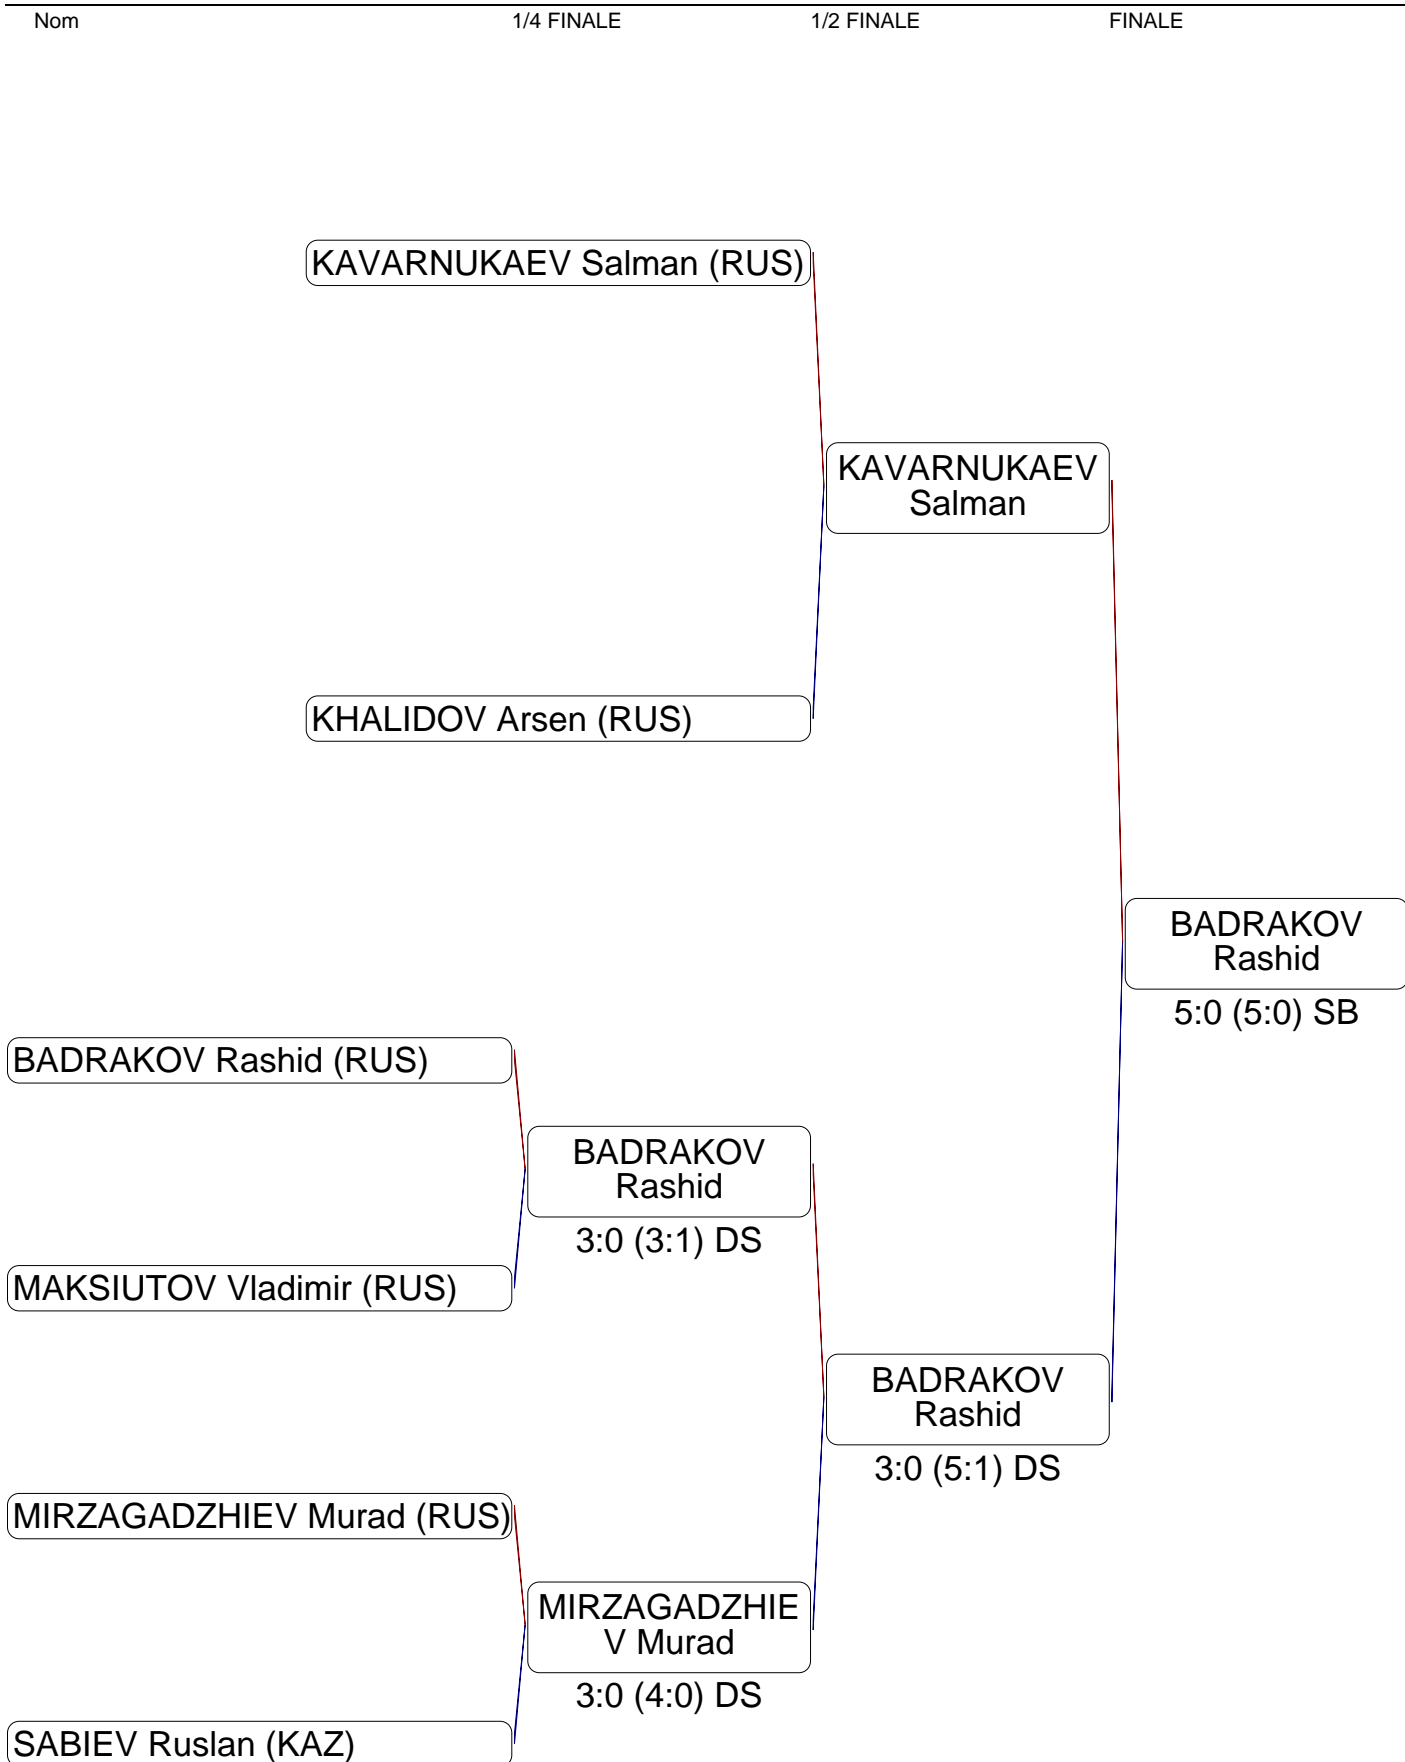 Nom 1/4 FINALE 1/2 FINALE FINALE
KAVARNUKAEV Salman (RUS)
KAVARNUKAEV
Salman
KHALIDOV Arsen (RUS)
BADRAKOV
Rashid
5:0 (5:0) SB
BADRAKOV Rashid (RUS)
BADRAKOV
Rashid
3:0 (3:1) DS
MAKSIUTOV Vladimir (RUS)
BADRAKOV
Rashid
3:0 (5:1) DS
MIRZAGADZHIEV Murad (RUS)
MIRZAGADZHIE
V Murad
3:0 (4:0) DS
SABIEV Ruslan (KAZ)